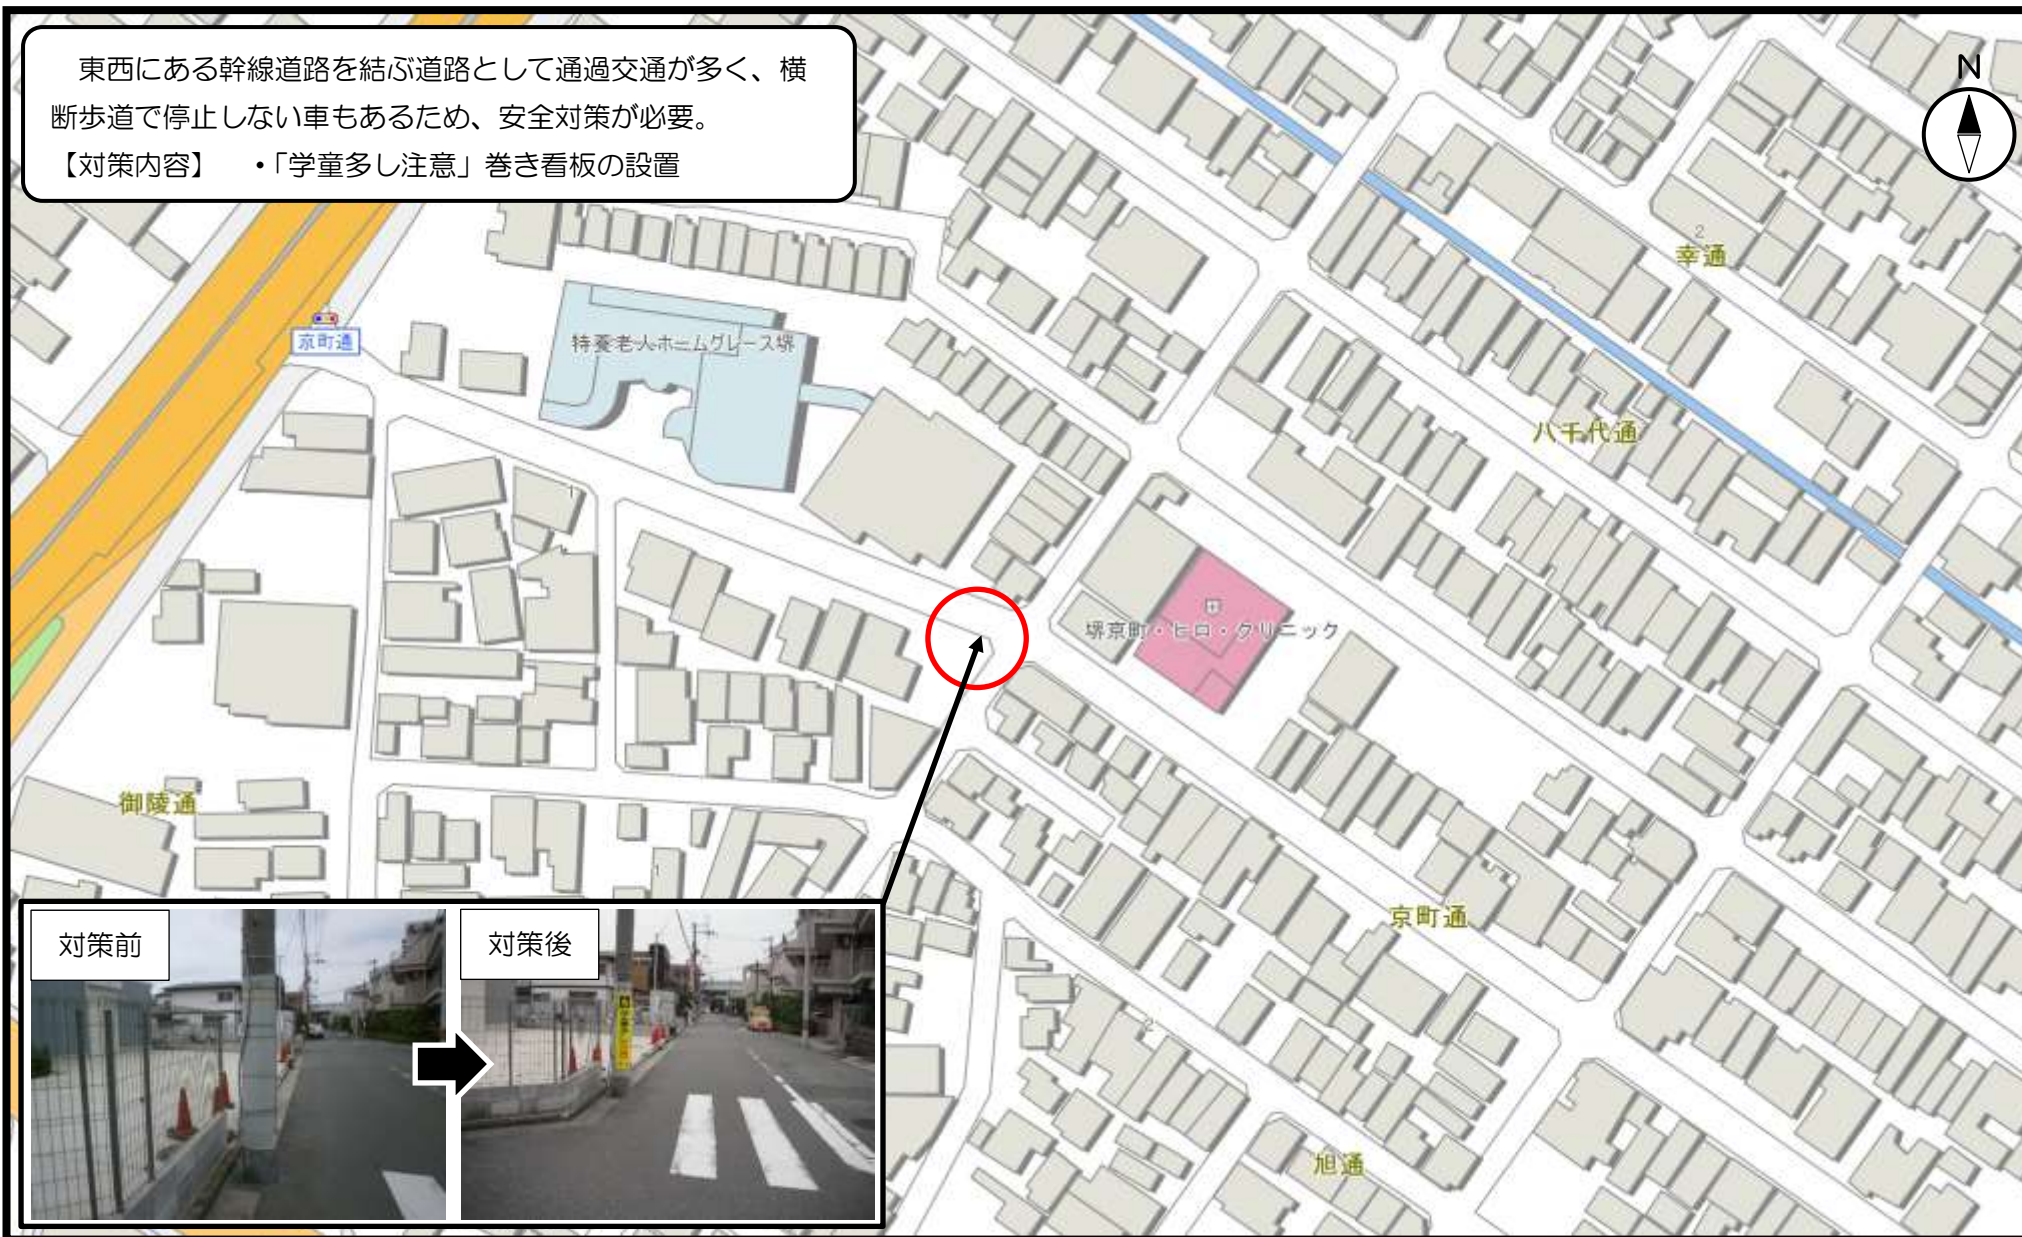 東西にある幹線道路を結ぶ道路として通過交通が多く、横
断歩道で停止しない車もあるため、安全対策が必要。
【対策内容】　・「学童多し注意」巻き看板の設置
N
2
幸通
京町通
特養老人ホームグレース堺
八千代通
1
堺京町・ヒロ・クリニック
御陵通
1
京町通
対策前
対策後
2
旭通